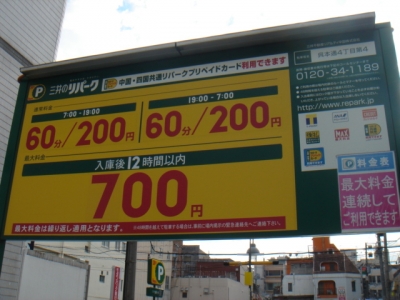 P 三井のリパーク 中国・四国共通リパークプリペイドカード利用できます
通常料金
7:00-19:00
60分/200円
19:00-7:00
60分/200円
最大料金
入庫後12時間以内
700円
最大料金は繰り返し適用となります。
0120-34-1189
http://www.repark.jp
P 料金表
最大料金
連続して
ご利用できます
P